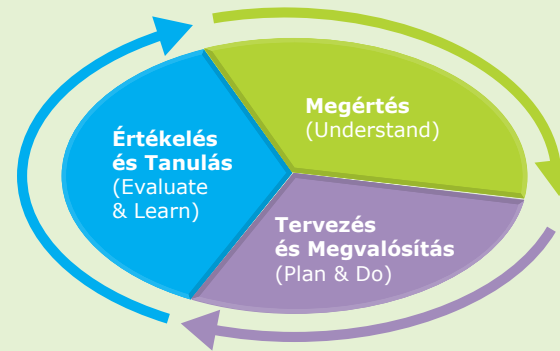 Megértés
(Understand)
Értékelés
és Tanulás
(Evaluate
& Learn)
Tervezés
és Megvalósítás
(Plan & Do)